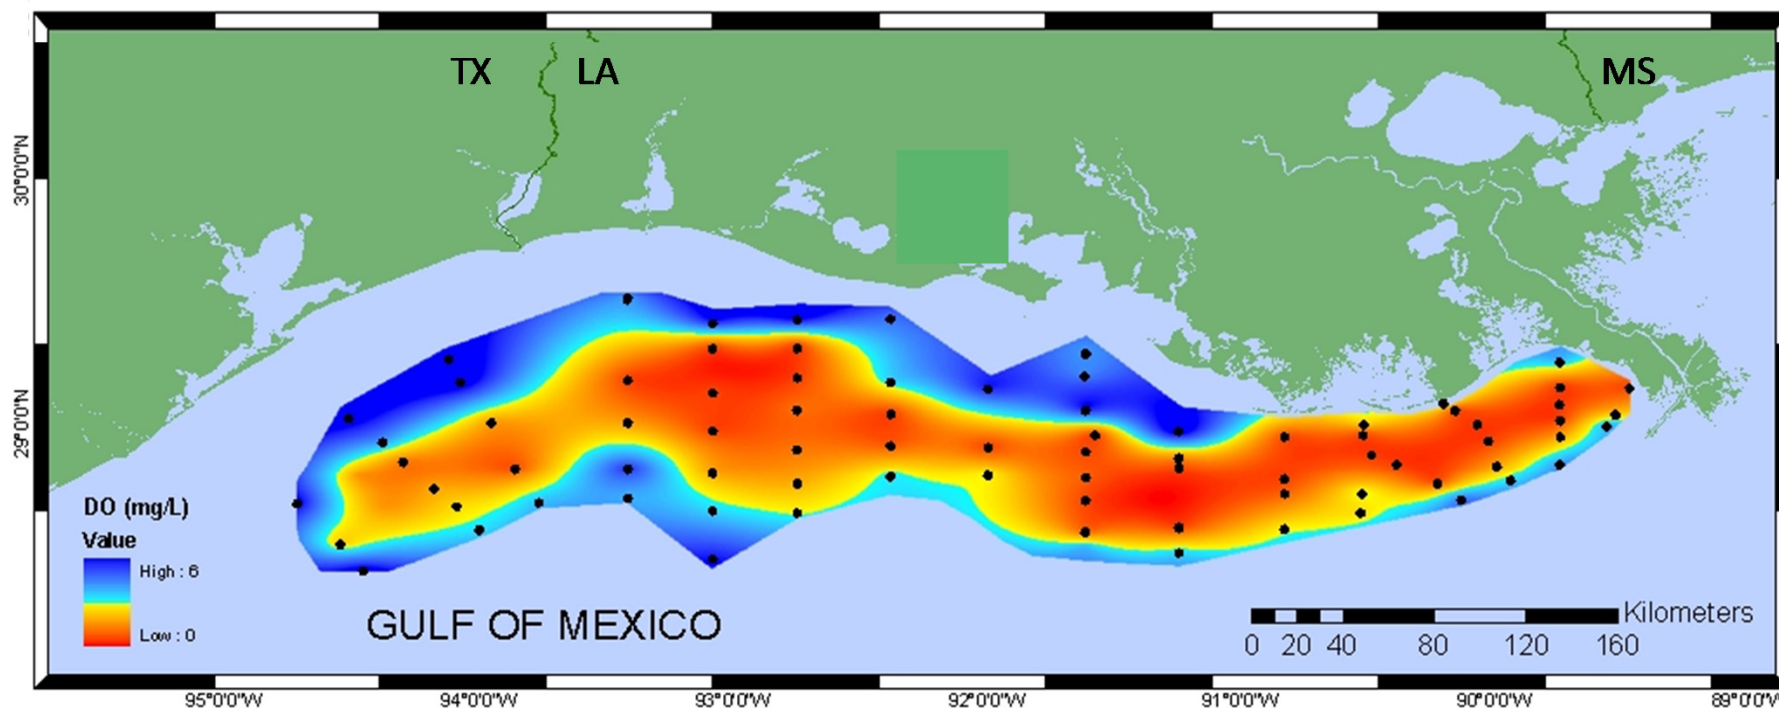 TX
LA
MS
30°0'0"N
29°0'0"N
DO (mg/L)
Value
High : 6
Low : 0
GULF OF MEXICO
Kilometers
0 20 40 80 120 160
95°0'0"W 94°0'0"W 93°0'0"W 92°0'0"W 91°0'0"W 90°0'0"W 89°0'0"W